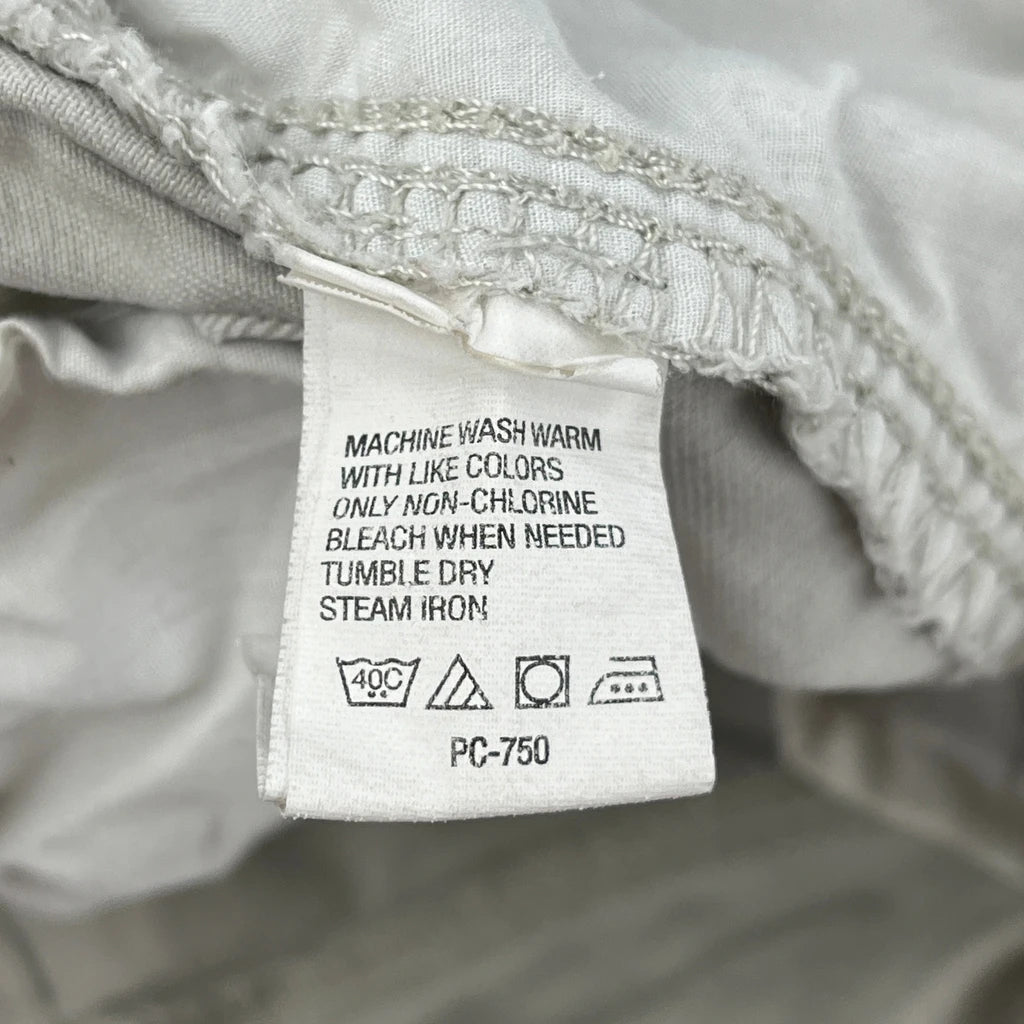 MACHINE WASH WARM
WITH LIKE COLORS
ONLY NON-CHLORINE
BLEACH WHEN NEEDED
TUMBLE DRY
STEAM IRON
40C
PC-750